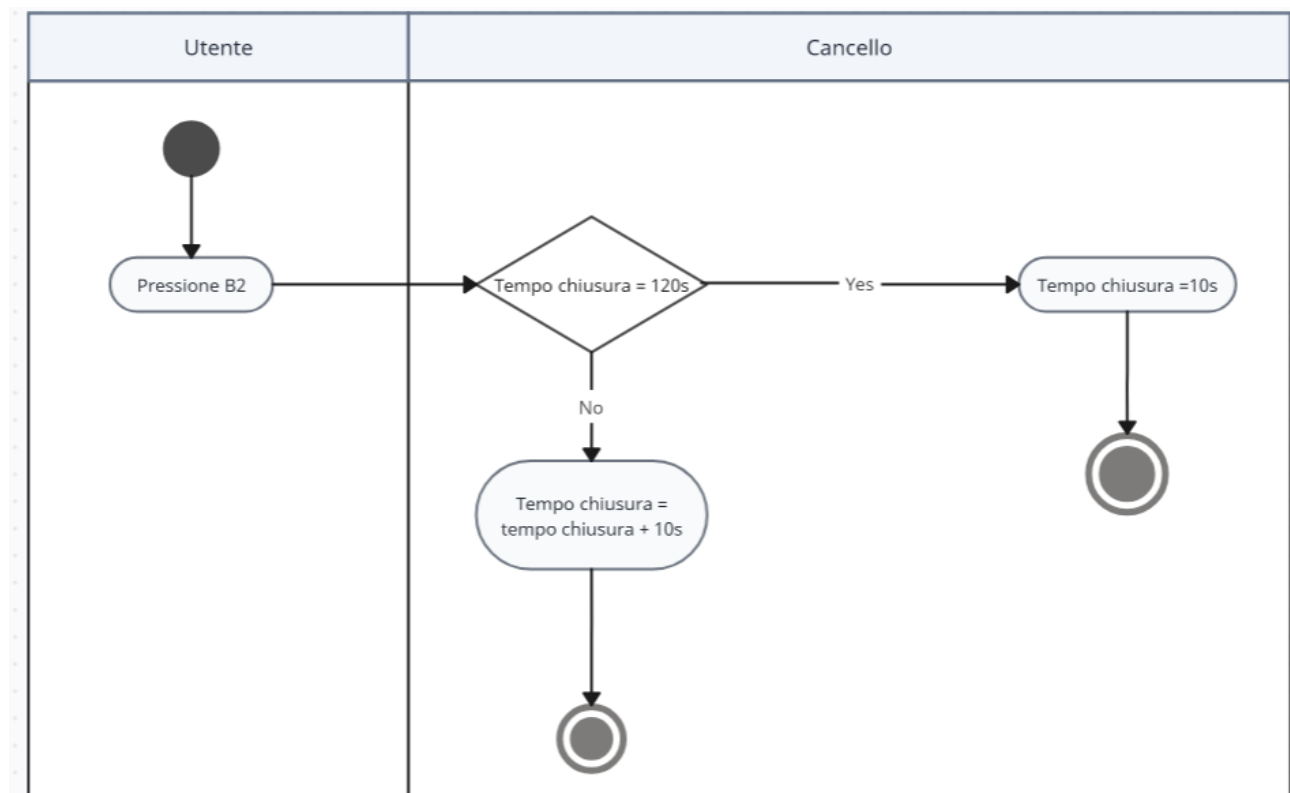 Utente
Cancello
Pressione B2
Tempo chiusura = 120s
Yes
Tempo chiusura =10s
No
Tempo chiusura =
tempo chiusura + 10s